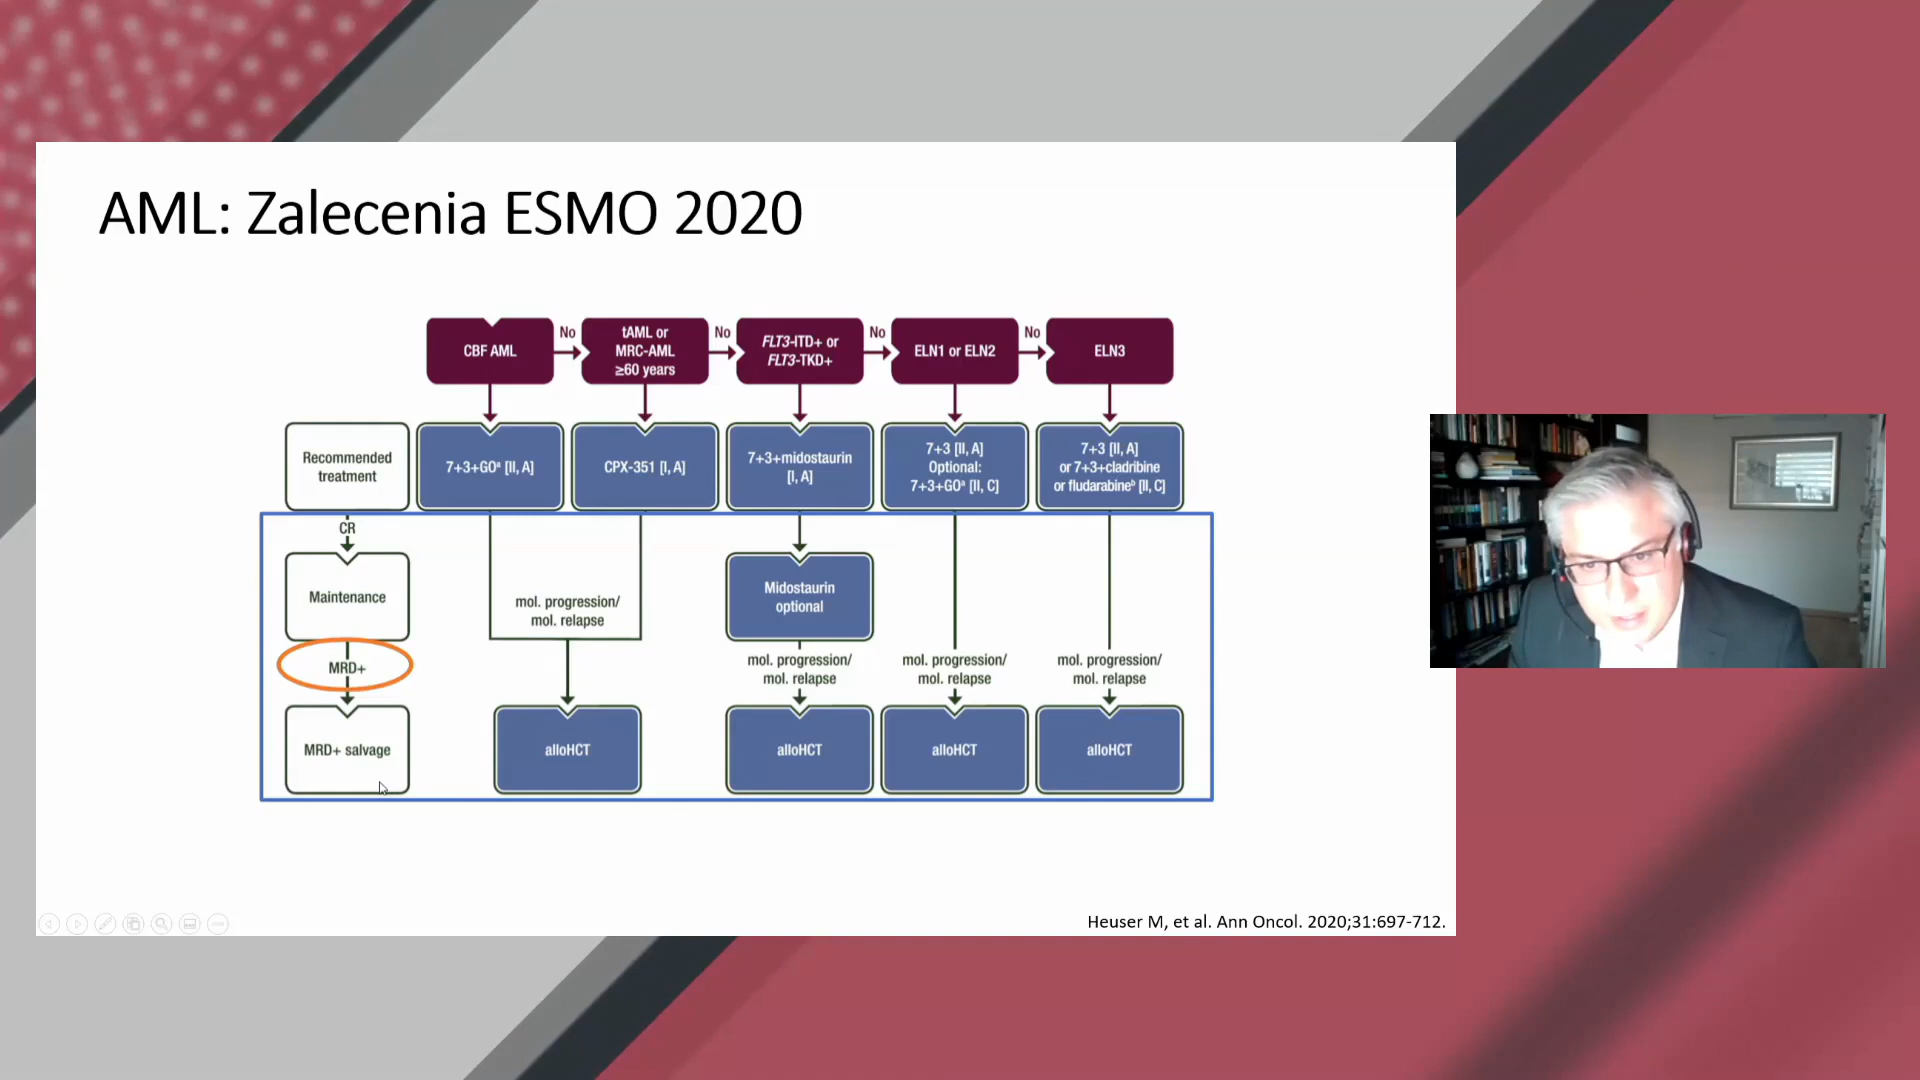 AML: Zalecenia ESMO 2020
CBF AML
No
tAML or
MRC-AML
≥60 years
No
FLT3-ITD+ or
FLT3-TKD+
No
ELN1 or ELN2
No
ELN3
Recommended
treatment
7+3+GOᵃ [II, A]
CPX-351 [I, A]
7+3+midostaurin
[I, A]
7+3 [II, A]
Optional:
7+3+GOᵃ [II, C]
7+3 [II, A]
or 7+3+cladribine
or fludarabineᵇ [II, C]
CR
Maintenance
mol. progression/
mol. relapse
Midostaurin
optional
MRD+
mol. progression/
mol. relapse
mol. progression/
mol. relapse
mol. progression/
mol. relapse
MRD+ salvage
alloHCT
alloHCT
alloHCT
alloHCT
Heuser M, et al. Ann Oncol. 2020;31:697-712.